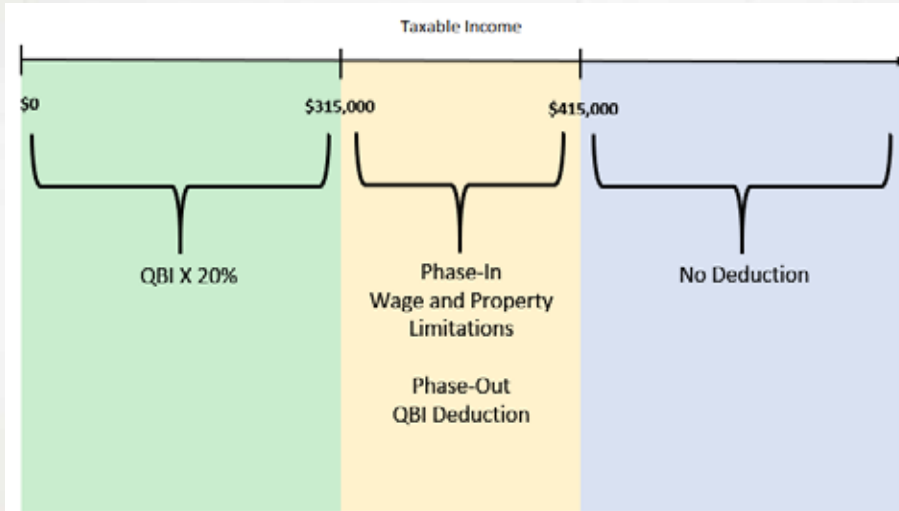 Taxable Income
$0
$315,000
$415,000
QBI X 20%
Phase-In
Wage and Property
Limitations
Phase-Out
QBI Deduction
No Deduction